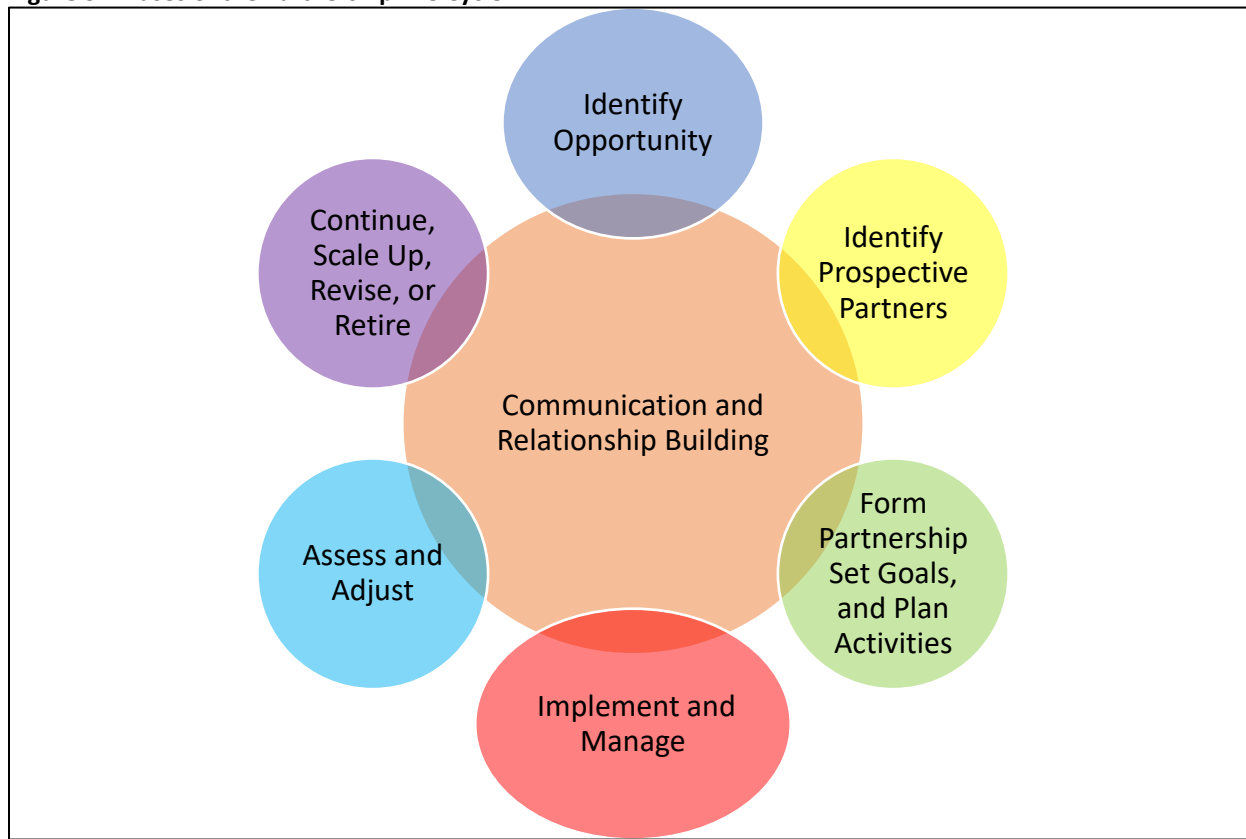 Identify
Opportunity
Identify
Prospective
Partners
Form
Partnership
Set Goals,
and Plan
Activities
Implement and
Manage
Assess and
Adjust
Continue,
Scale Up,
Revise, or
Retire
Communication and
Relationship Building